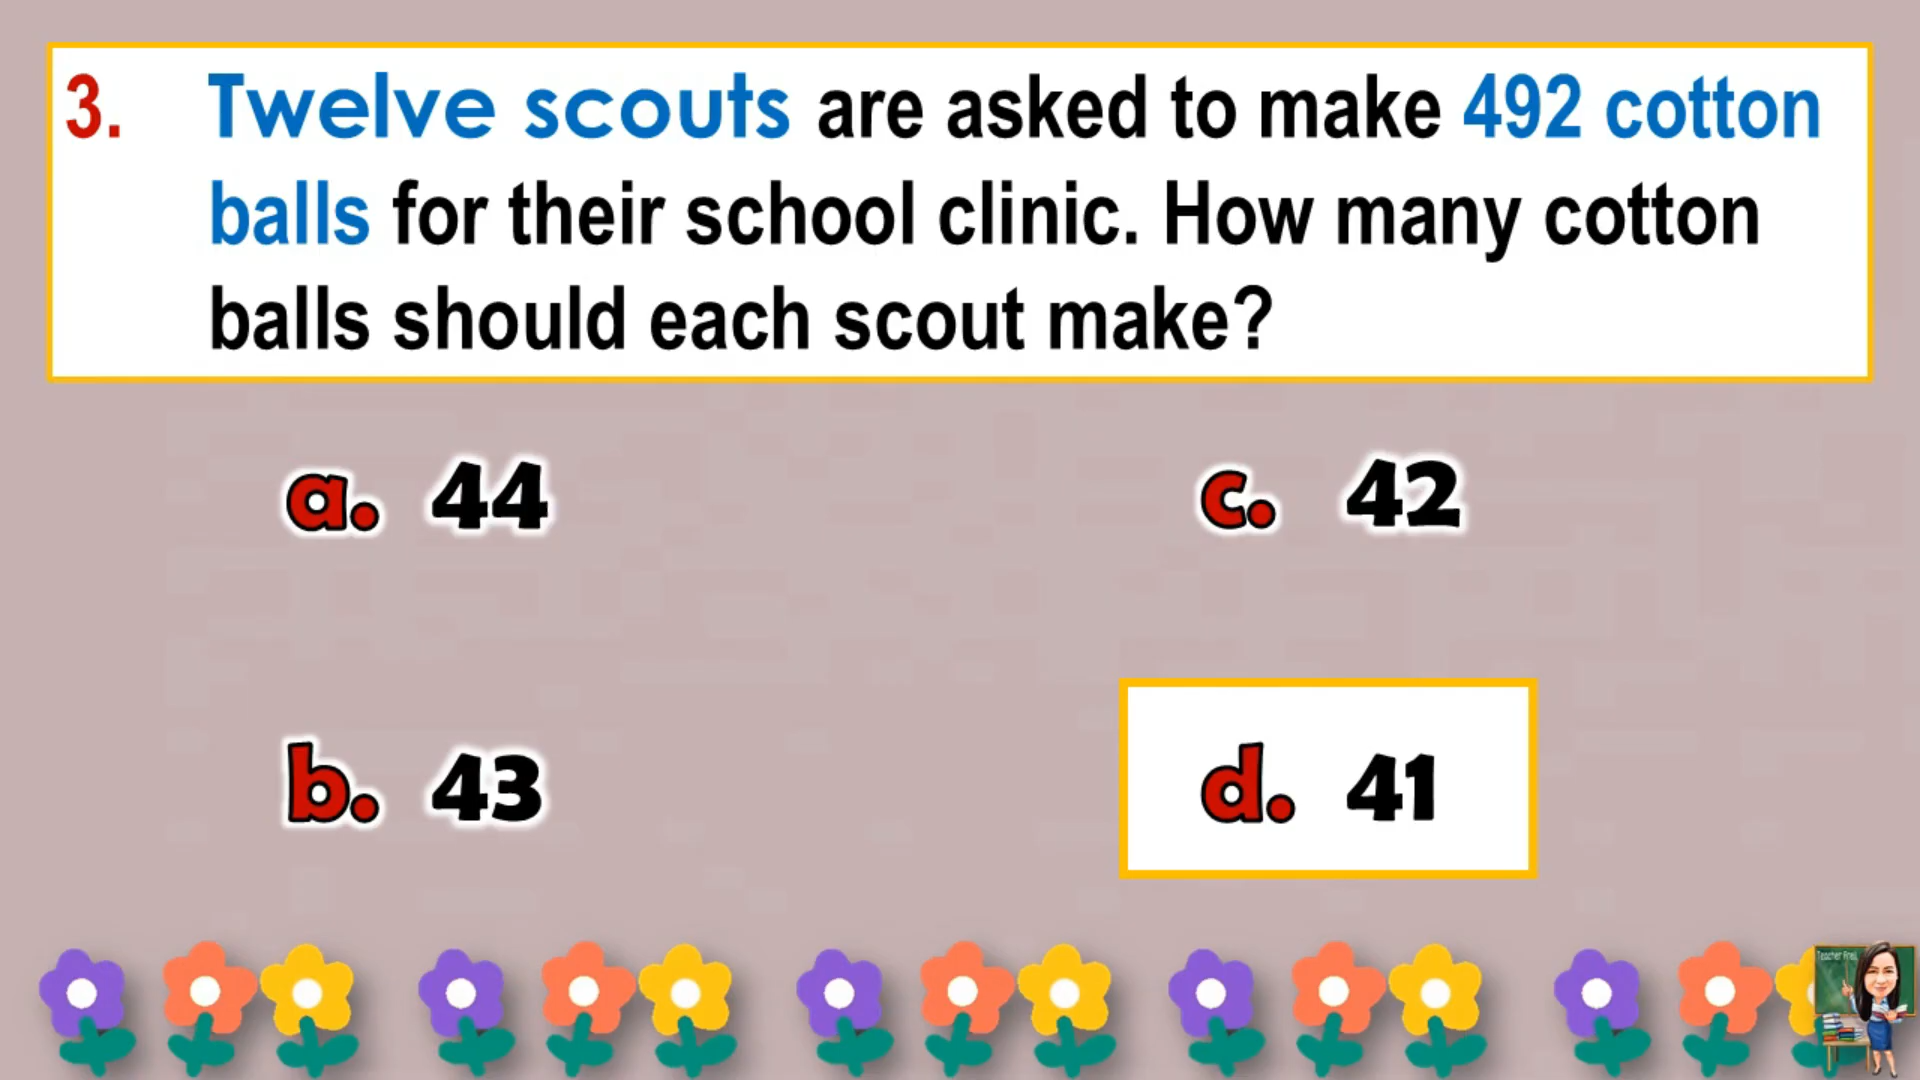 3. Twelve scouts are asked to make 492 cotton
balls for their school clinic. How many cotton
balls should each scout make?
a. 44
c. 42
b. 43
d. 41
Teacher